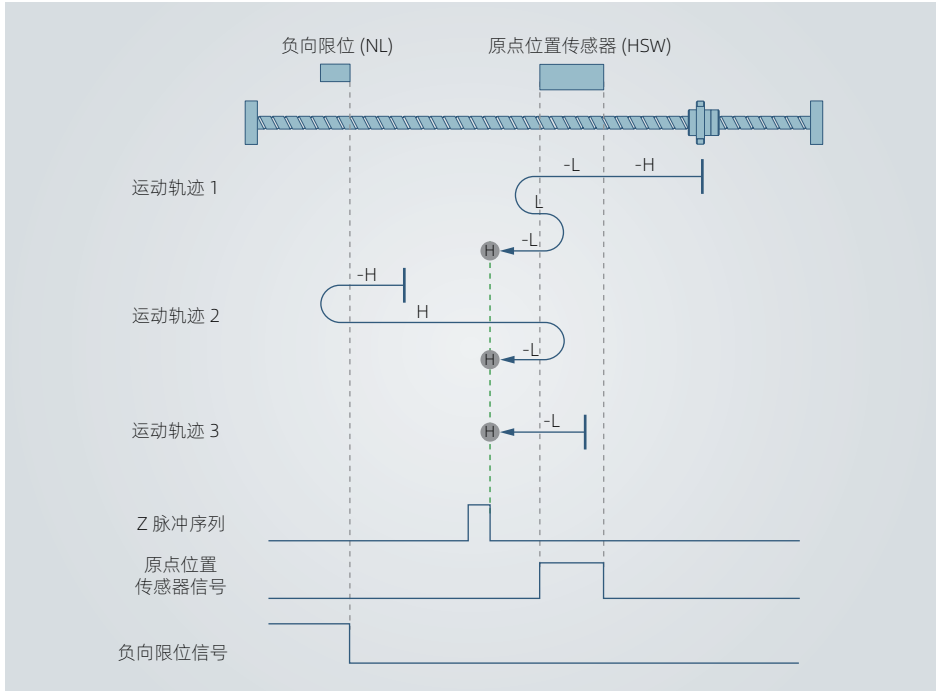 负向限位 (NL)
原点位置传感器 (HSW)
-L
-H
运动轨迹 1
L
-L
H
-H
运动轨迹 2
H
-L
H
运动轨迹 3
-L
H
Z 脉冲序列
原点位置
传感器信号
负向限位信号